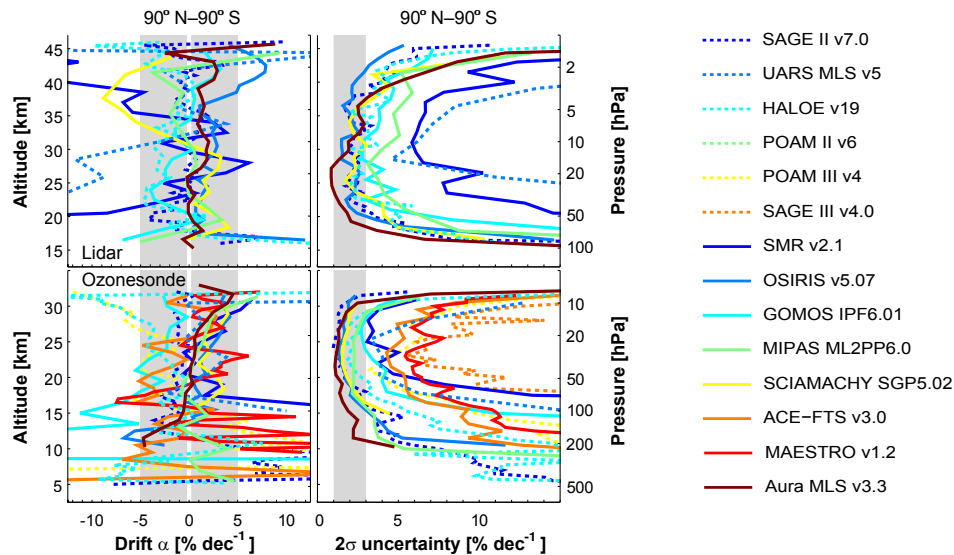 90° N–90° S
90° N–90° S
45
40
35
30
25
20
15
Altitude [km]
Lidar
2
5
10
20
50
100
Pressure [hPa]
30
25
20
15
10
5
Altitude [km]
Ozonesonde
10
20
50
100
200
500
Pressure [hPa]
-10
-5
0
5
10
Drift α [% dec⁻¹]
0
5
10
2σ uncertainty [% dec⁻¹]
SAGE II v7.0
UARS MLS v5
HALOE v19
POAM II v6
POAM III v4
SAGE III v4.0
SMR v2.1
OSIRIS v5.07
GOMOS IPF6.01
MIPAS ML2PP6.0
SCIAMACHY SGP5.02
ACE−FTS v3.0
MAESTRO v1.2
Aura MLS v3.3